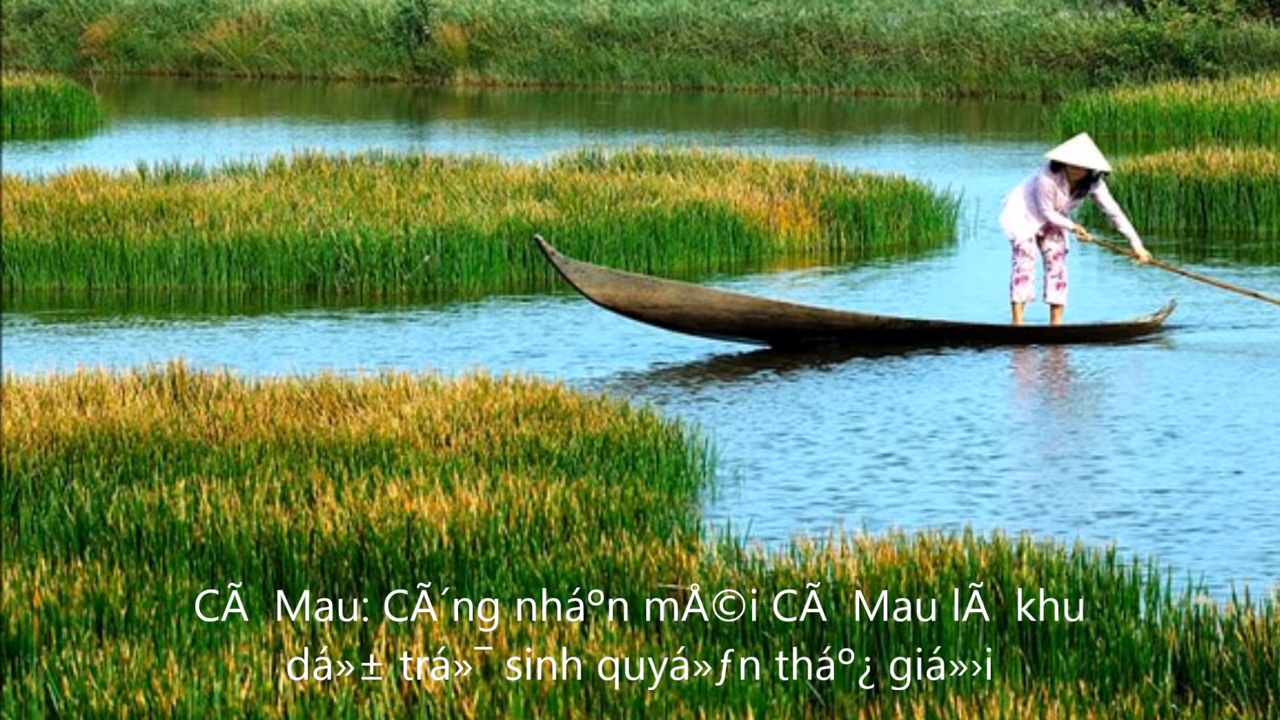 CÃ  Mau: CÃ´ng nháºn mÅ©i CÃ  Mau lÃ  khu
dá»± trá»¯ sinh quyá»ƒn tháº¿ giá»›i